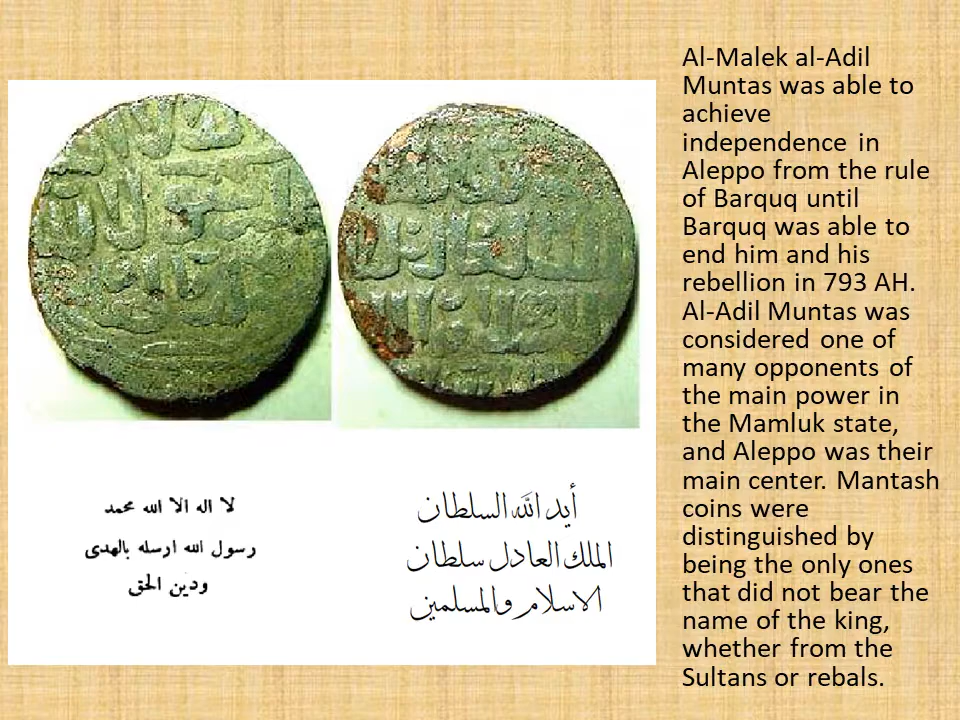 Al-Malek al-Adil
Muntas was able to
achieve
independence in
Aleppo from the rule
of Barquq until
Barquq was able to
end him and his
rebellion in 793 AH.
Al-Adil Muntas was
considered one of
many opponents of
the main power in
the Mamluk state,
and Aleppo was their
main center. Mantash
coins were
distinguished by
being the only ones
that did not bear the
name of the king,
whether from the
Sultans or rebals.
لا اله الا الله محمد
رسول الله ارسله بالهدى
ودين الحق
أيد الله السلطان
الملك العادل سلطان
الاسلام والمسلمين